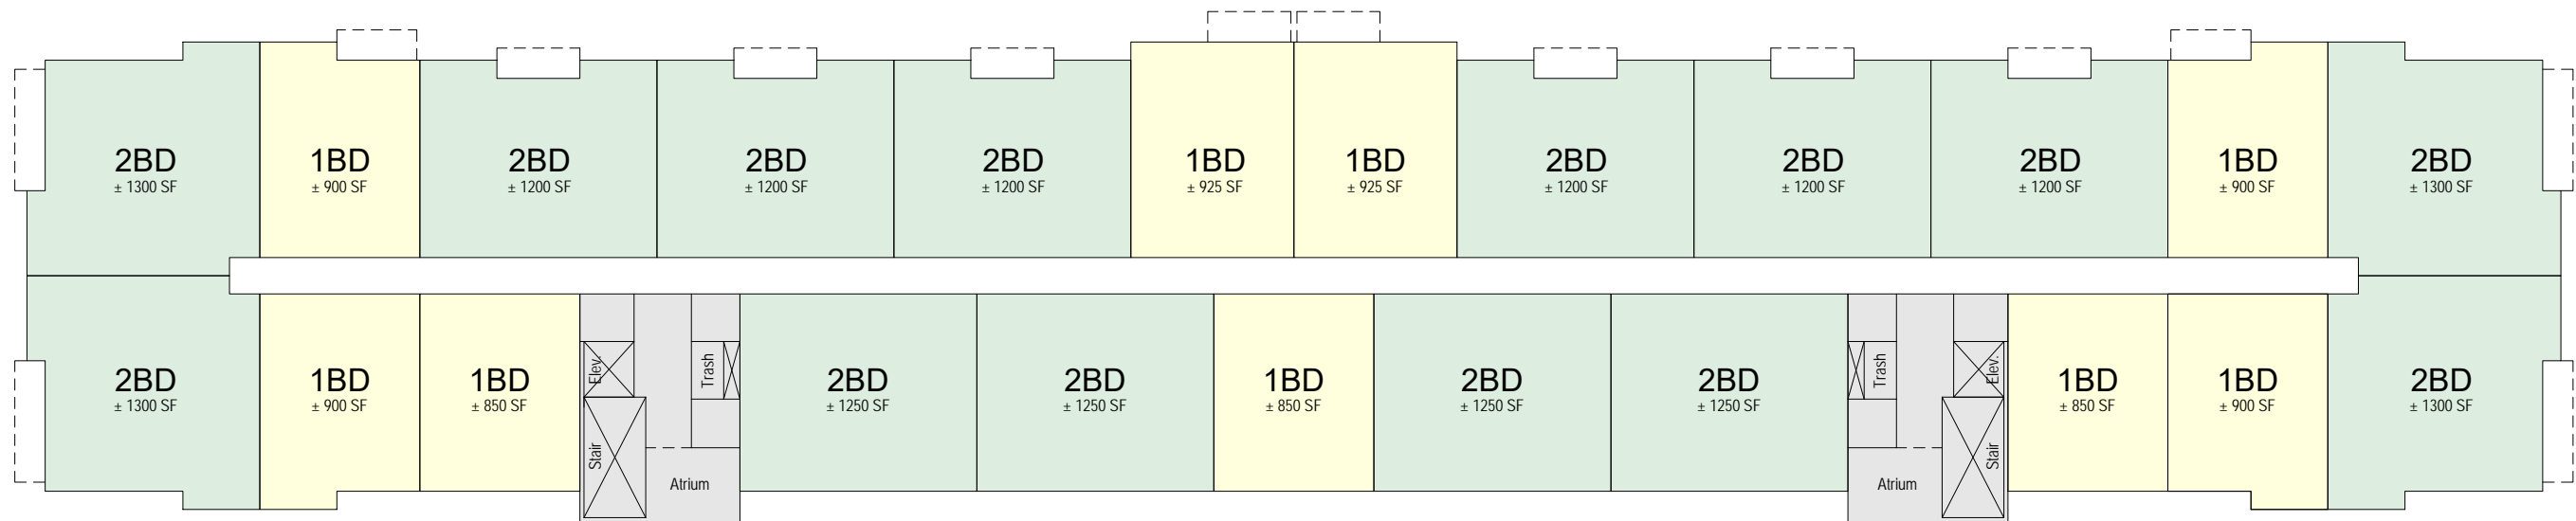 2BD
± 1300 SF
1BD
± 900 SF
2BD
± 1200 SF
2BD
± 1200 SF
2BD
± 1200 SF
1BD
± 925 SF
1BD
± 925 SF
2BD
± 1200 SF
2BD
± 1200 SF
2BD
± 1200 SF
1BD
± 900 SF
2BD
± 1300 SF
2BD
± 1300 SF
1BD
± 900 SF
1BD
± 850 SF
Elev.
Trash
Stair
Atrium
2BD
± 1250 SF
2BD
± 1250 SF
1BD
± 850 SF
2BD
± 1250 SF
2BD
± 1250 SF
Trash
Elev.
Atrium
Stair
1BD
± 850 SF
1BD
± 900 SF
2BD
± 1300 SF